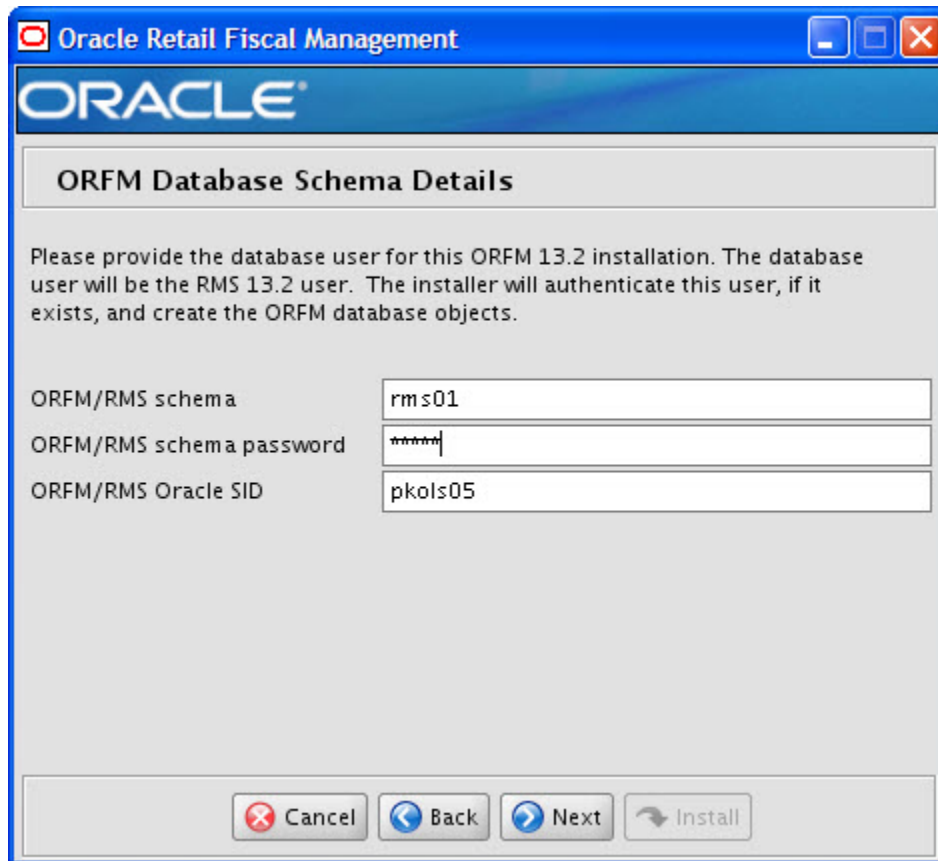 Oracle Retail Fiscal Management
ORACLE®
ORFM Database Schema Details
Please provide the database user for this ORFM 13.2 installation. The database
user will be the RMS 13.2 user.  The installer will authenticate this user, if it
exists, and create the ORFM database objects.
ORFM/RMS schema rms01
ORFM/RMS schema password *****
ORFM/RMS Oracle SID pkols05
Cancel Back Next Install